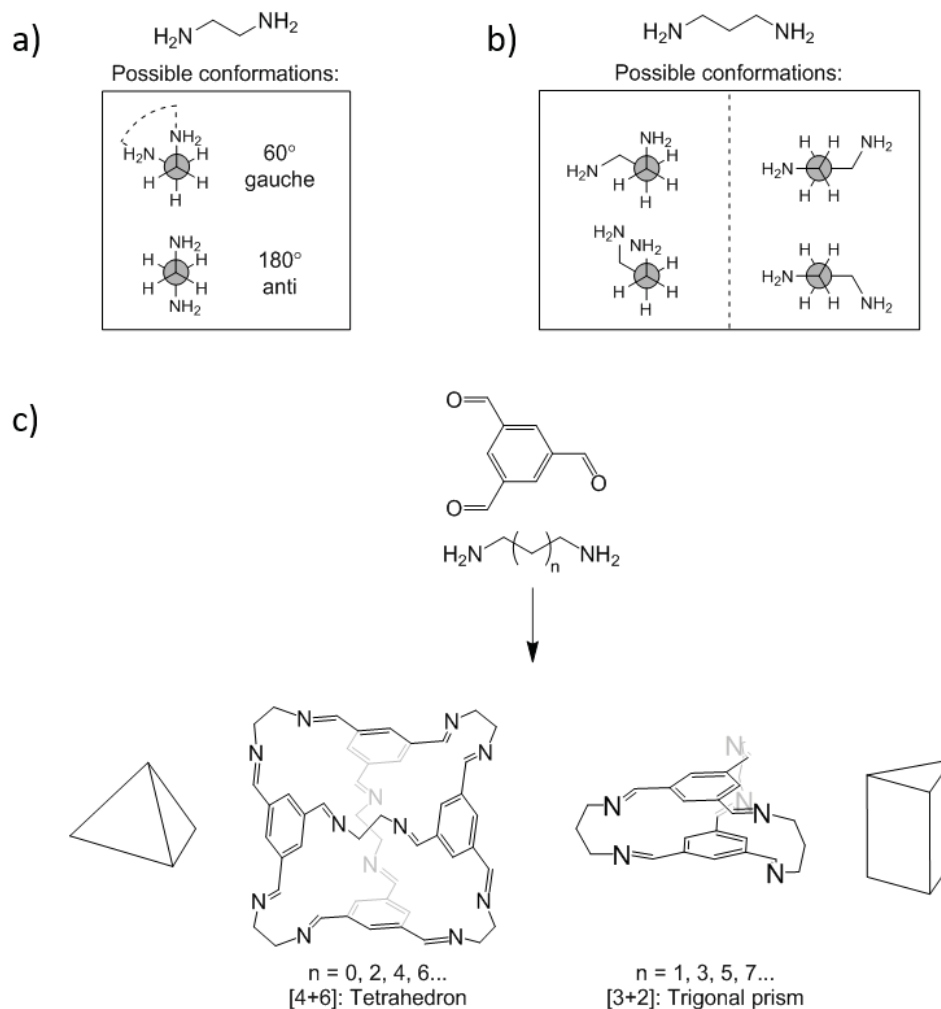 a)
H₂N NH₂
Possible conformations:
NH₂
H₂N H
H H
H
60°
gauche
NH₂
H H
H H
NH₂
180°
anti
b)
H₂N NH₂
Possible conformations:
NH₂
H
H₂N H H
H
H H NH₂
H₂N
H H
H₂N
NH₂
H
H H
H
H H
H₂N
H H NH₂
c)
O
O
O
H₂N ( )n NH₂
N N
N N
N N N
N
N N
N N
n = 0, 2, 4, 6...
[4+6]: Tetrahedron
N
N N N
N N
n = 1, 3, 5, 7...
[3+2]: Trigonal prism